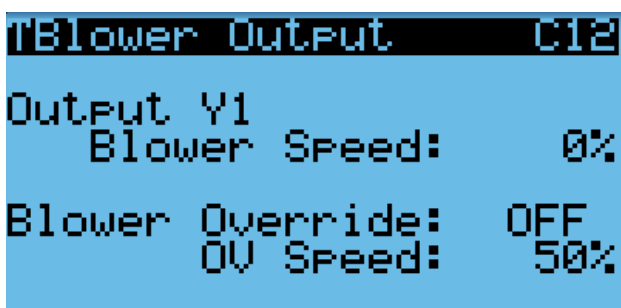 Blower Output C12
Output Y1
Blower Speed: 0%
Blower Override: OFF
OV Speed: 50%